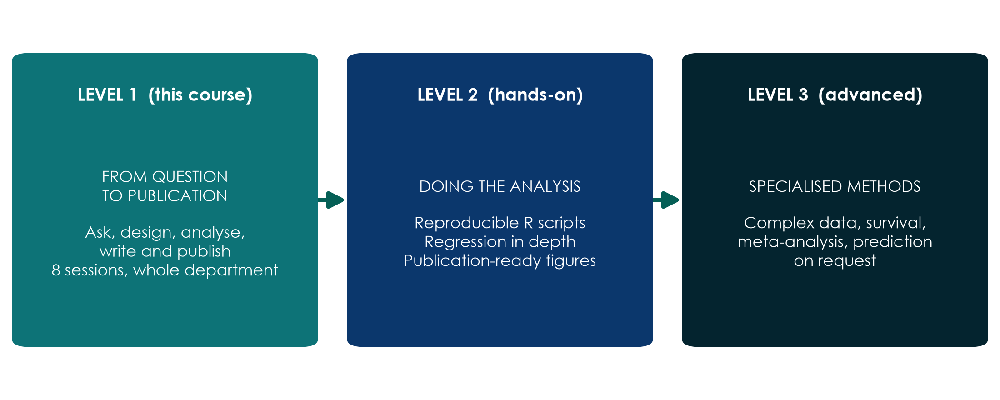 LEVEL 1  (this course)
FROM QUESTION
TO PUBLICATION
Ask, design, analyse,
write and publish
8 sessions, whole department
LEVEL 2  (hands-on)
DOING THE ANALYSIS
Reproducible R scripts
Regression in depth
Publication-ready figures
LEVEL 3  (advanced)
SPECIALISED METHODS
Complex data, survival,
meta-analysis, prediction
on request